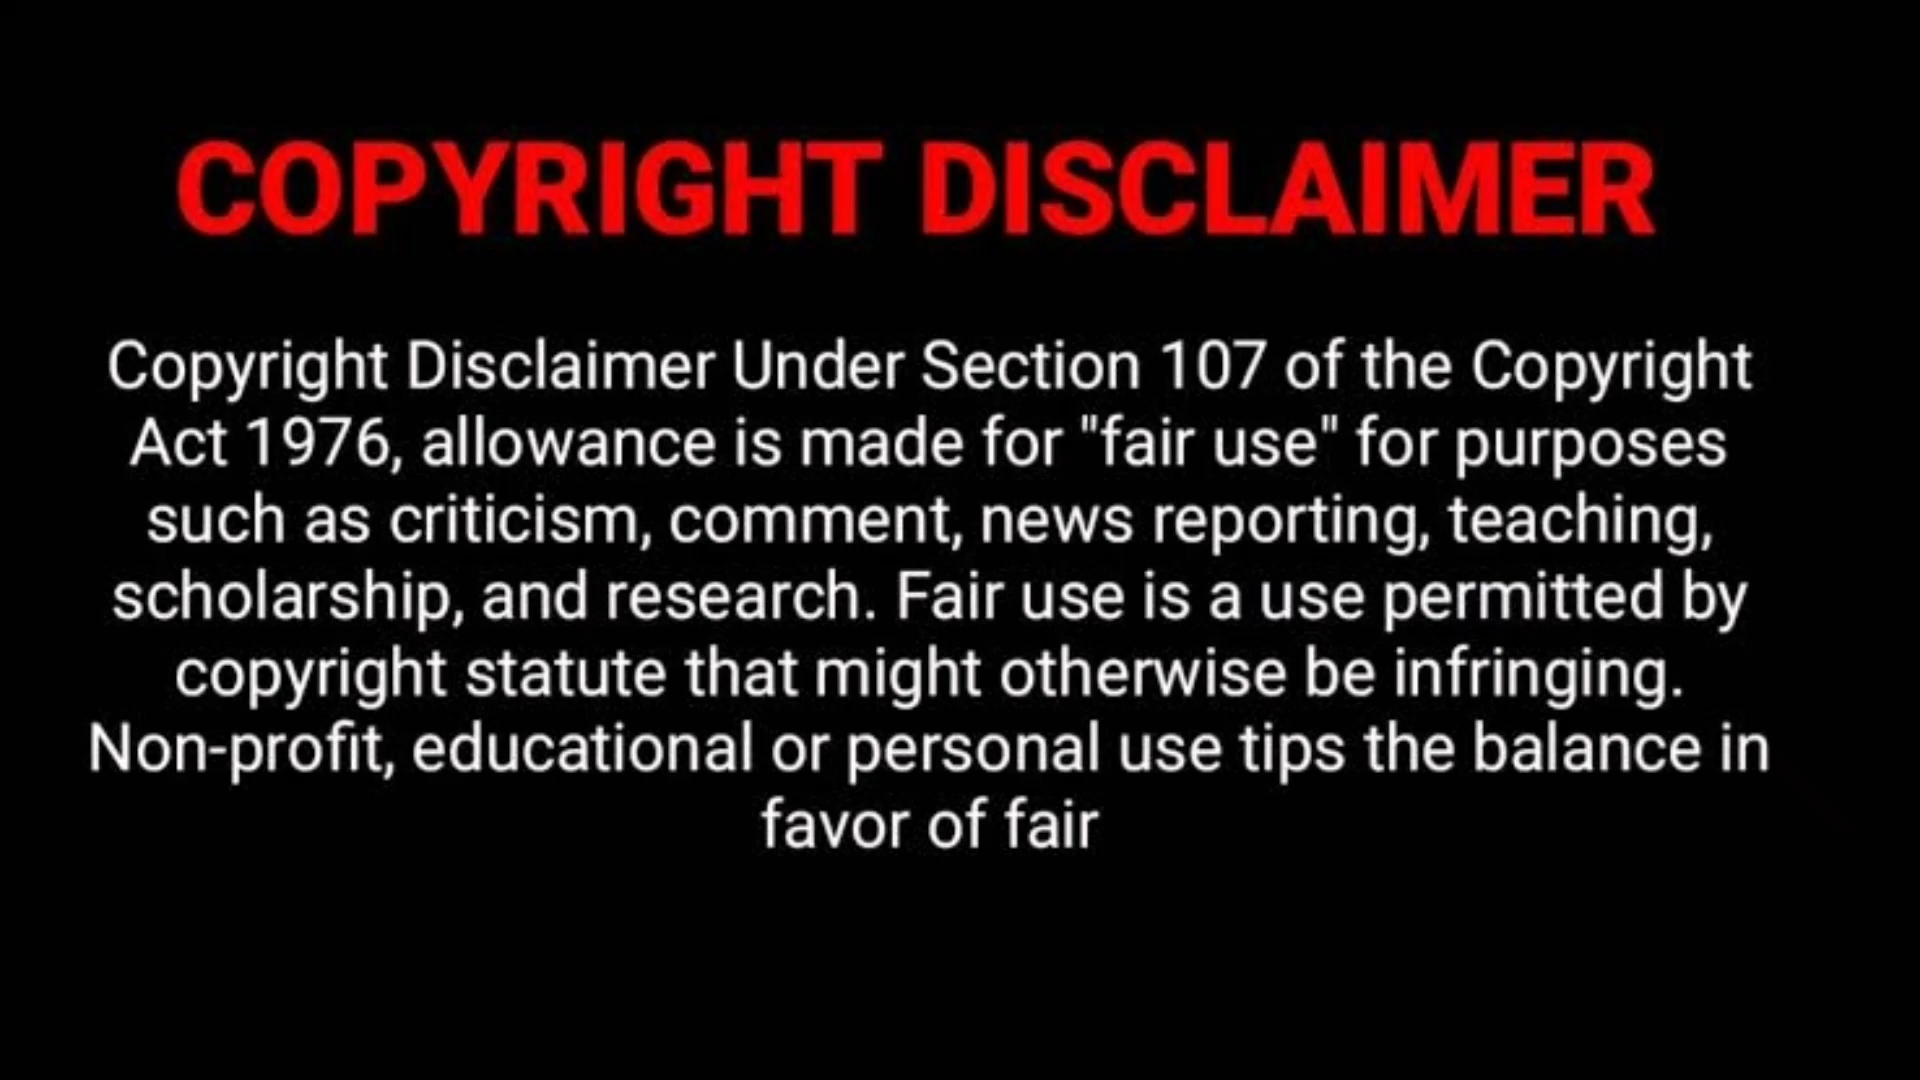 COPYRIGHT DISCLAIMER
Copyright Disclaimer Under Section 107 of the Copyright
Act 1976, allowance is made for "fair use" for purposes
such as criticism, comment, news reporting, teaching,
scholarship, and research. Fair use is a use permitted by
copyright statute that might otherwise be infringing.
Non-profit, educational or personal use tips the balance in
favor of fair